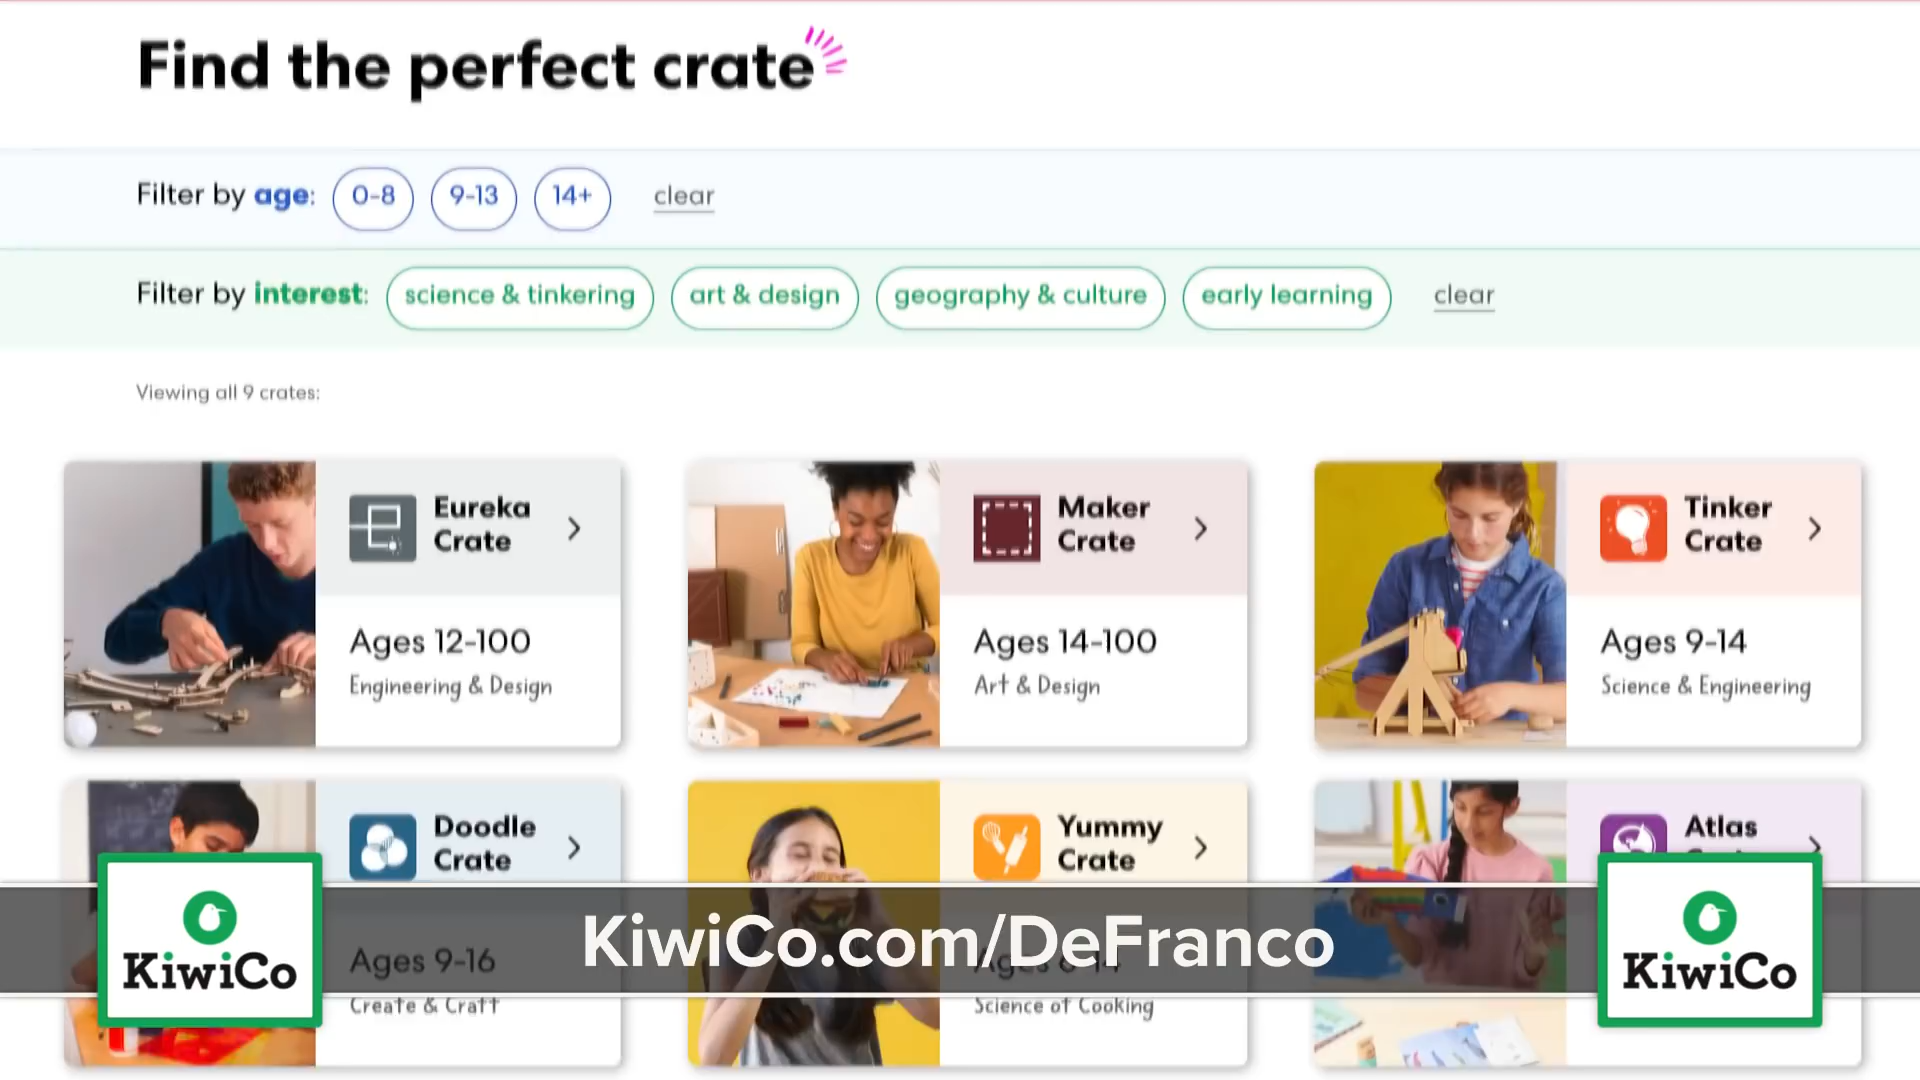 Find the perfect crate
Filter by age: 0-8 9-13 14+ clear
Filter by interest: science & tinkering art & design geography & culture early learning clear
Viewing all 9 crates:
Eureka
Crate
Ages 12-100
Engineering & Design
Maker
Crate
Ages 14-100
Art & Design
Tinker
Crate
Ages 9-14
Science & Engineering
Doodle
Crate
Ages 9-16
Create & Craft
Yummy
Crate
Ages 6-14
Science of Cooking
Atlas
KiwiCo
KiwiCo.com/DeFranco
KiwiCo